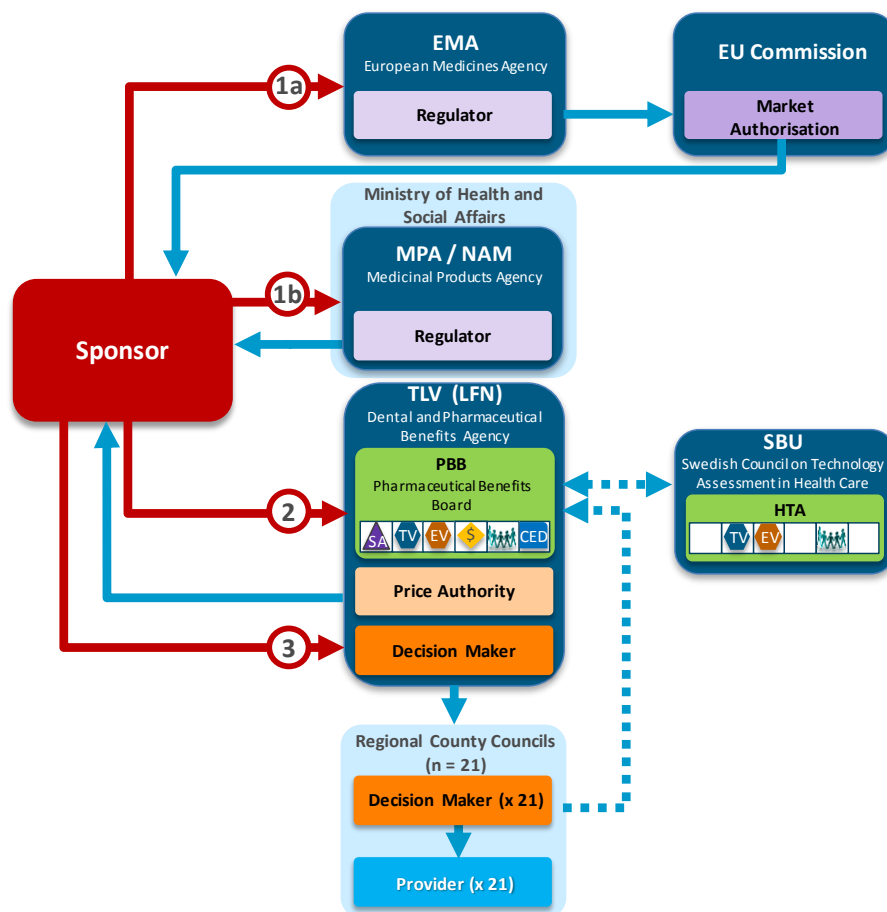 EMA
European Medicines Agency
Regulator
EU Commission
Market
Authorisation
1a
Ministry of Health and
Social Affairs
MPA / NAM
Medicinal Products Agency
Regulator
1b
Sponsor
TLV (LFN)
Dental and Pharmaceutical
Benefits Agency
PBB
Pharmaceutical Benefits
Board
SA TV EV $ CED
2
Price Authority
3
Decision Maker
SBU
Swedish Council on Technology
Assessment in Health Care
HTA
TV EV
Regional County Councils
(n = 21)
Decision Maker (x 21)
Provider (x 21)